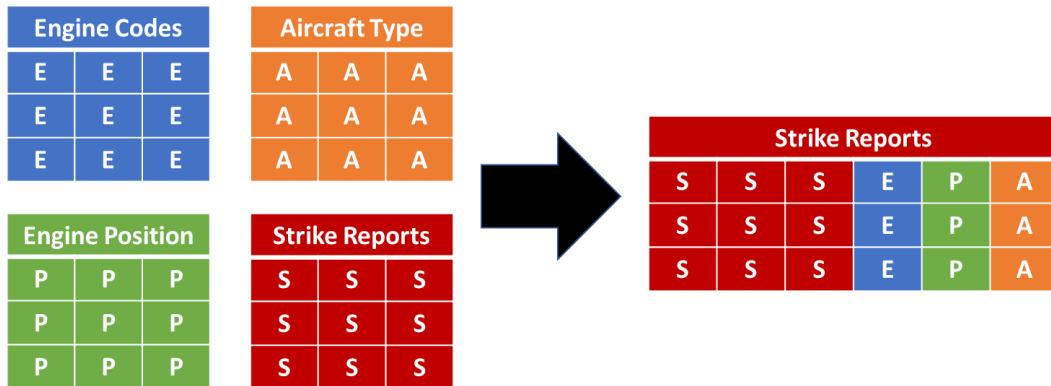 Engine Codes
E E E
E E E
E E E
Aircraft Type
A A A
A A A
A A A
Engine Position
P P P
P P P
P P P
Strike Reports
S S S
S S S
S S S
Strike Reports
S S S E P A
S S S E P A
S S S E P A